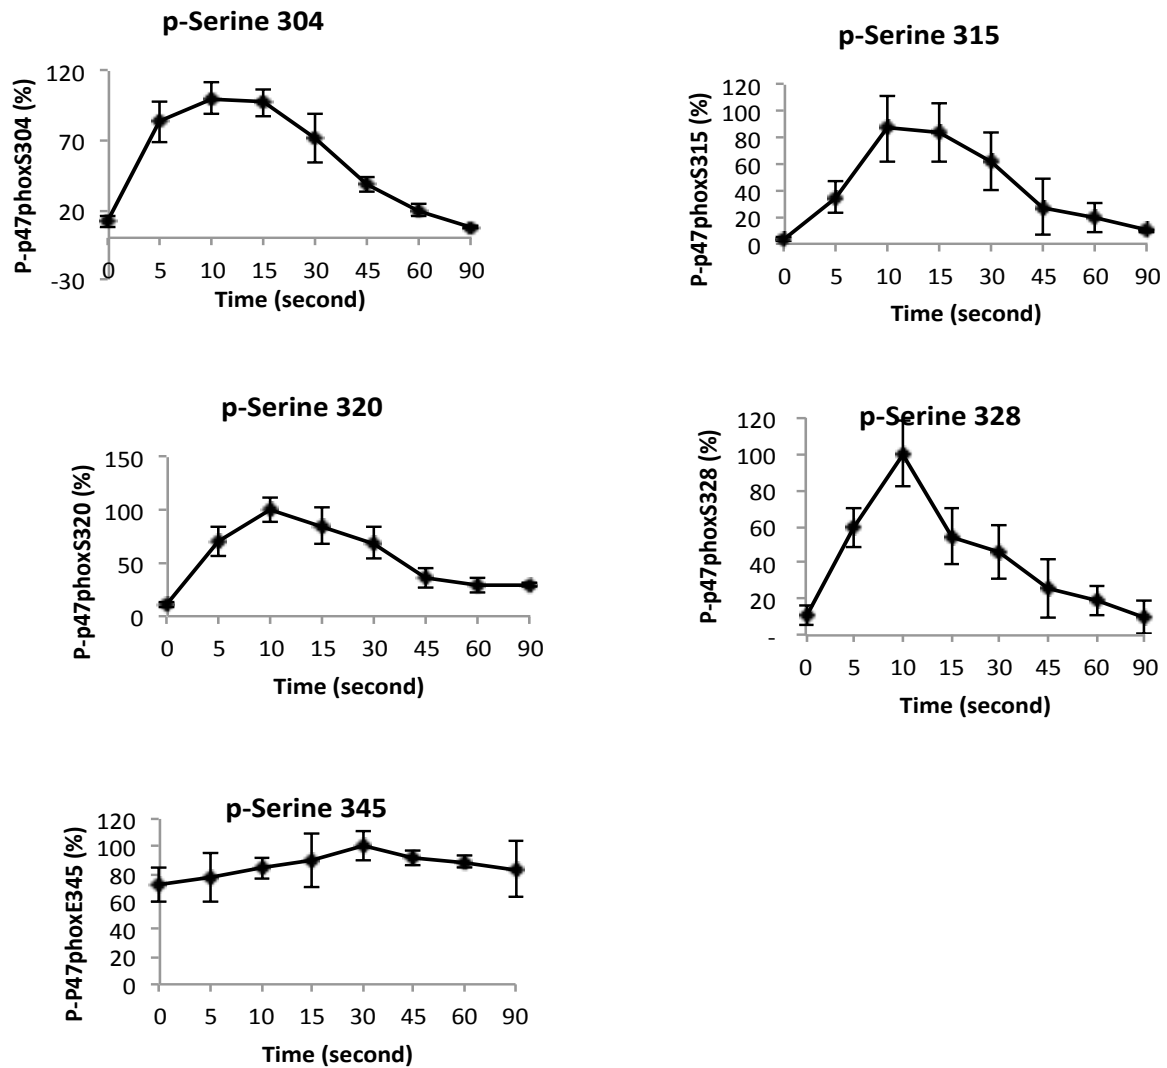 p-Serine 304
P-p47phoxS304 (%)
120
70
20
-30
0 5 10 15 30 45 60 90
Time (second)
p-Serine 315
P-p47phoxS315 (%)
120
100
80
60
40
20
0
0 5 10 15 30 45 60 90
Time (second)
p-Serine 320
P-p47phoxS320 (%)
150
100
50
0
0 5 10 15 30 45 60 90
Time (second)
p-Serine 328
P-p47phoxS328 (%)
120
100
80
60
40
20
-
0 5 10 15 30 45 60 90
Time (second)
p-Serine 345
P-P47phoxE345 (%)
120
100
80
60
40
20
0
0 5 10 15 30 45 60 90
Time (second)